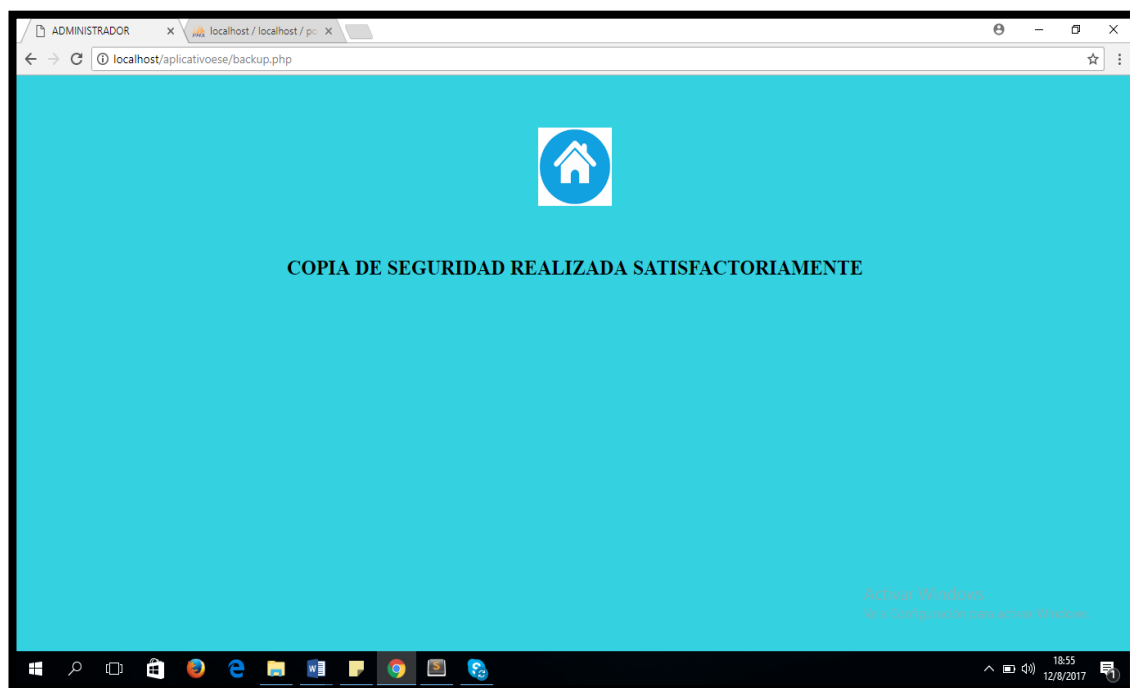 ADMINISTRADOR
localhost / localhost / po
localhost/aplicativoese/backup.php
COPIA DE SEGURIDAD REALIZADA SATISFACTORIAMENTE
Activar Windows
18:55
12/8/2017